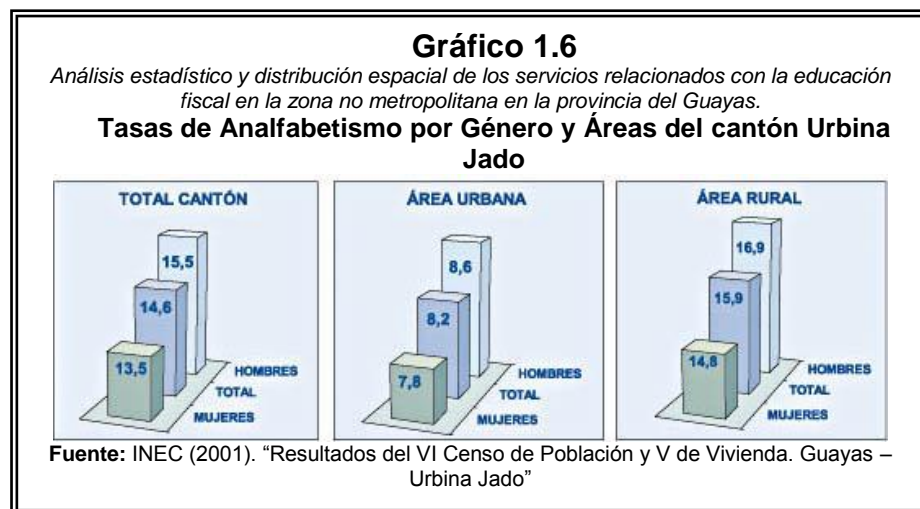 Gráfico 1.6
Análisis estadístico y distribución espacial de los servicios relacionados con la educación
fiscal en la zona no metropolitana en la provincia del Guayas.
Tasas de Analfabetismo por Género y Áreas del cantón Urbina
Jado
TOTAL CANTÓN
15,5
14,6
13,5
HOMBRES
TOTAL
MUJERES
ÁREA URBANA
8,6
8,2
7,8
HOMBRES
TOTAL
MUJERES
ÁREA RURAL
16,9
15,9
14,8
HOMBRES
TOTAL
MUJERES
Fuente: INEC (2001). “Resultados del VI Censo de Población y V de Vivienda. Guayas –
Urbina Jado”